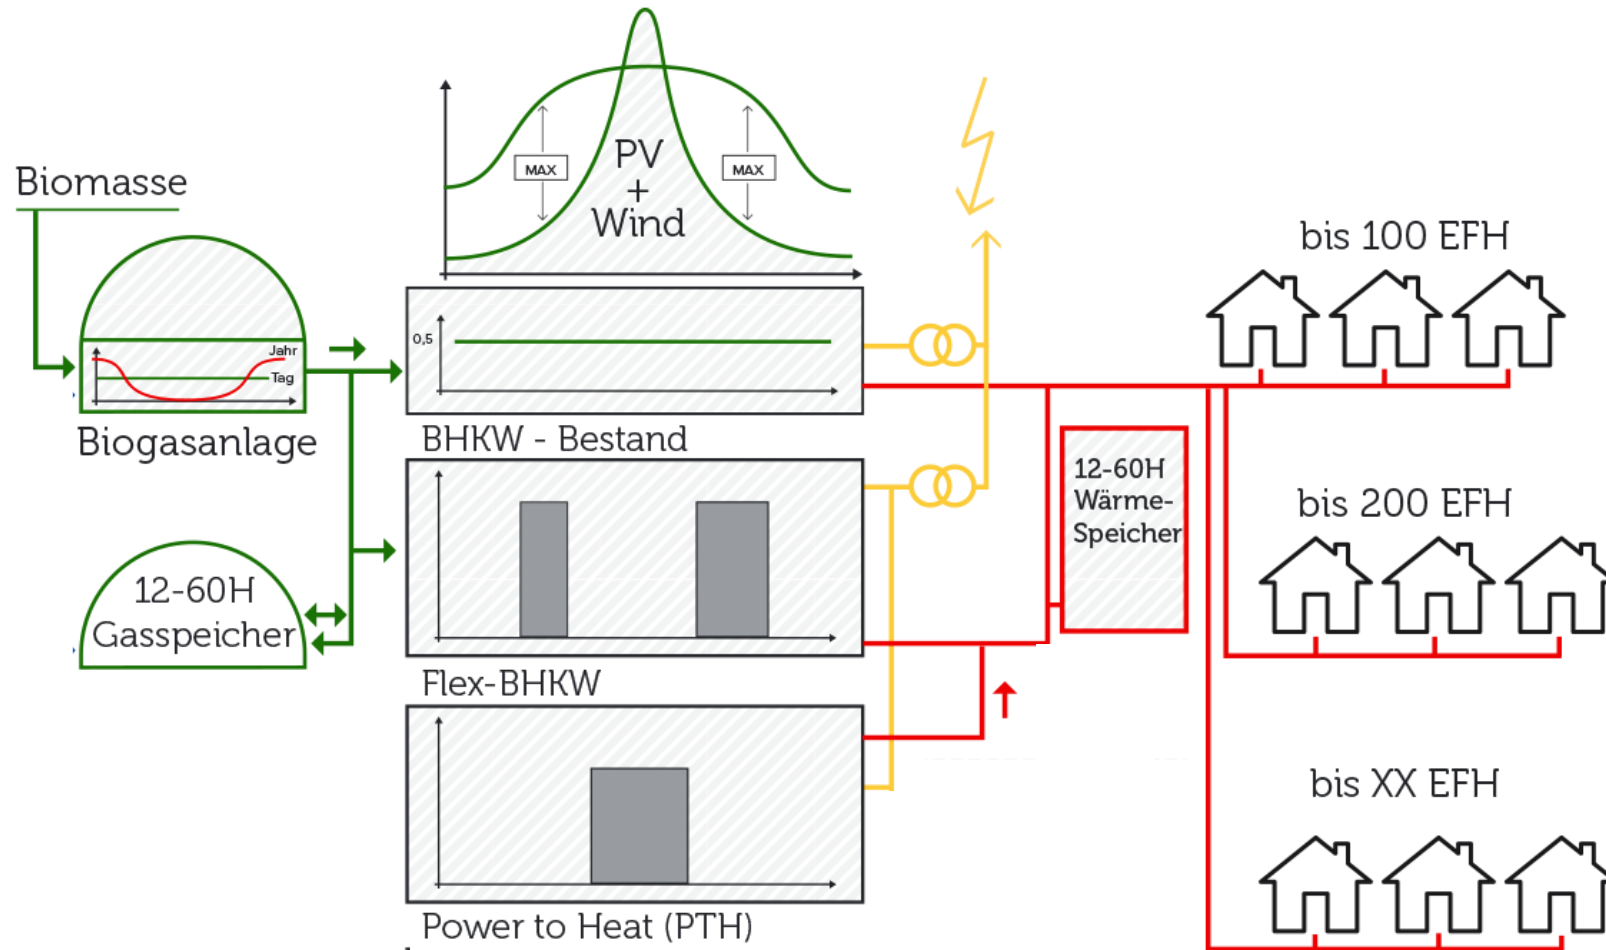 Biomasse
MAX
MAX
PV
+
Wind
Jahr
Tag
Biogasanlage
0,5
BHKW - Bestand
12-60H
Gasspeicher
Flex-BHKW
Power to Heat (PTH)
12-60H
Wärme-
Speicher
bis 100 EFH
bis 200 EFH
bis XX EFH